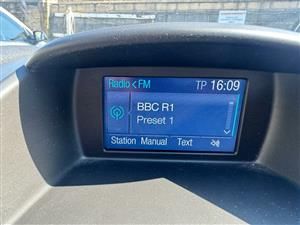 Radio < FM TP 16:09
BBC R1
Preset 1
Station Manual Text